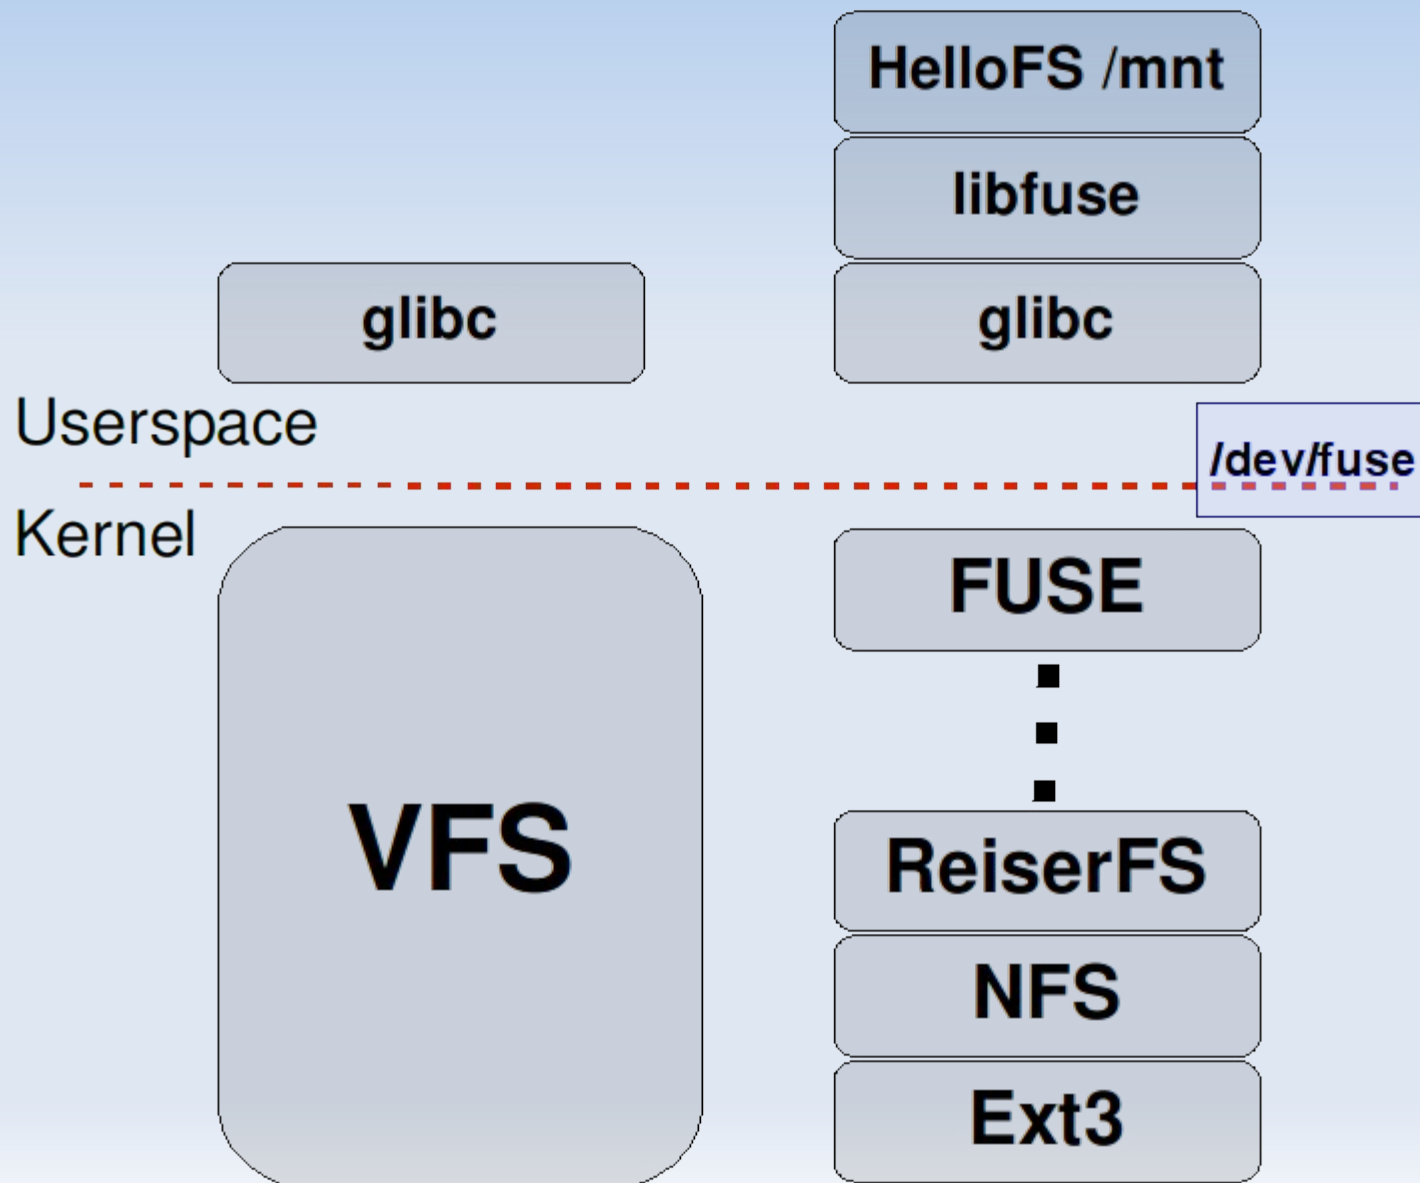 HelloFS /mnt
libfuse
glibc
glibc
Userspace
/dev/fuse
Kernel
FUSE
VFS
ReiserFS
NFS
Ext3